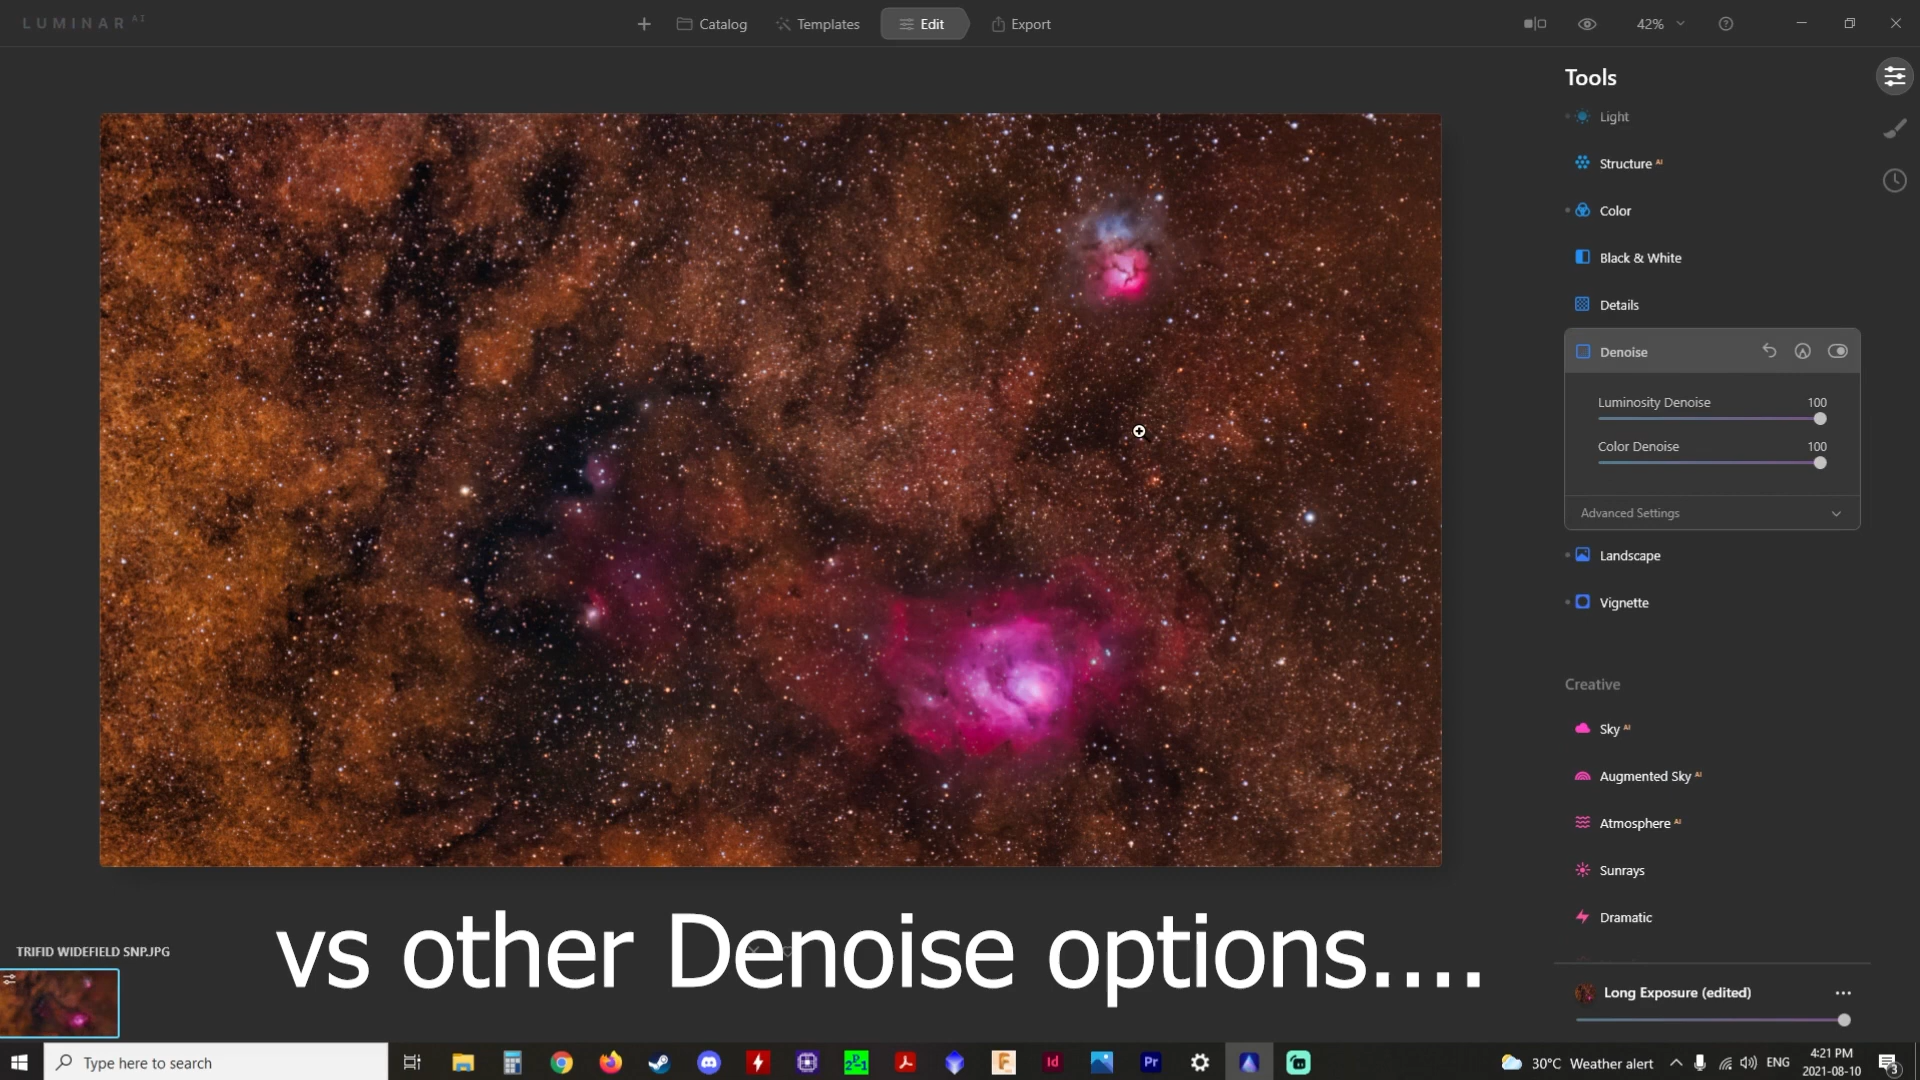 LUMINAR AI
Catalog
Templates
Edit
Export
42%
Tools
Light
Structure AI
Color
Black & White
Details
Denoise
Luminosity Denoise 100
Color Denoise 100
Advanced Settings
Landscape
Vignette
Creative
Sky AI
Augmented Sky AI
Atmosphere AI
Sunrays
Dramatic
Long Exposure (edited)
TRIFID WIDEFIELD SNP.JPG
vs other Denoise options....
Type here to search
Id
Pr
30°C Weather alert
ENG
4:21 PM
2021-08-10
3